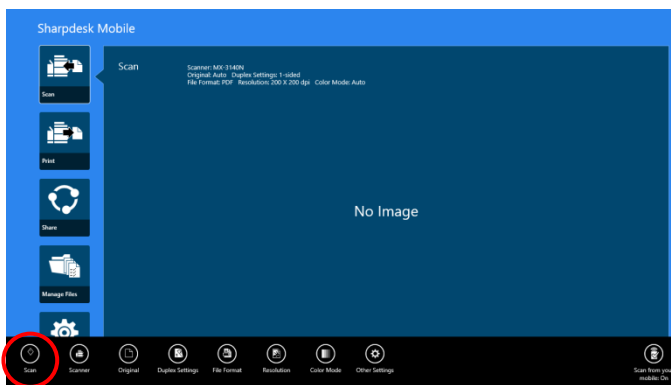 Sharpdesk Mobile
Scan
Scan
Scanner: MX-3140N
Original: Auto Duplex Settings: 1-sided
File Format: PDF Resolution: 200 X 200 dpi Color Mode: Auto
Print
Share
Manage Files
No Image
Scan
Scanner
Original
Duplex Settings
File Format
Resolution
Color Mode
Other Settings
Scan from
mobile: On